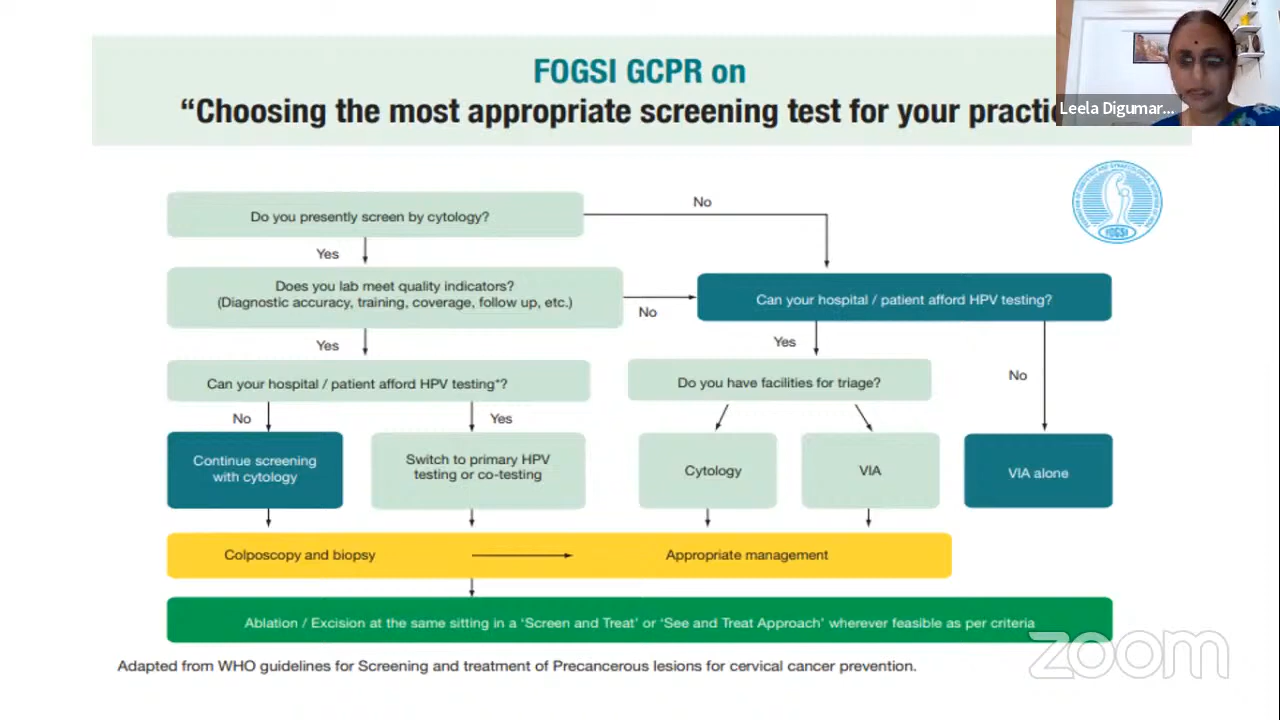 FOGSI GCPR on
“Choosing the most appropriate screening test for your practic
Leela Digumar...
FOGSI
Do you presently screen by cytology?
No
Yes
Does you lab meet quality indicators?
(Diagnostic accuracy, training, coverage, follow up, etc.)
No
Can your hospital / patient afford HPV testing?
Yes
Yes
No
Can your hospital / patient afford HPV testing*?
Do you have facilities for triage?
No
Yes
Continue screening
with cytology
Switch to primary HPV
testing or co-testing
Cytology
VIA
VIA alone
Colposcopy and biopsy
Appropriate management
Ablation / Excision at the same sitting in a ‘Screen and Treat’ or ‘See and Treat Approach’ wherever feasible as per criteria
Adapted from WHO guidelines for Screening and treatment of Precancerous lesions for cervical cancer prevention.
zoom